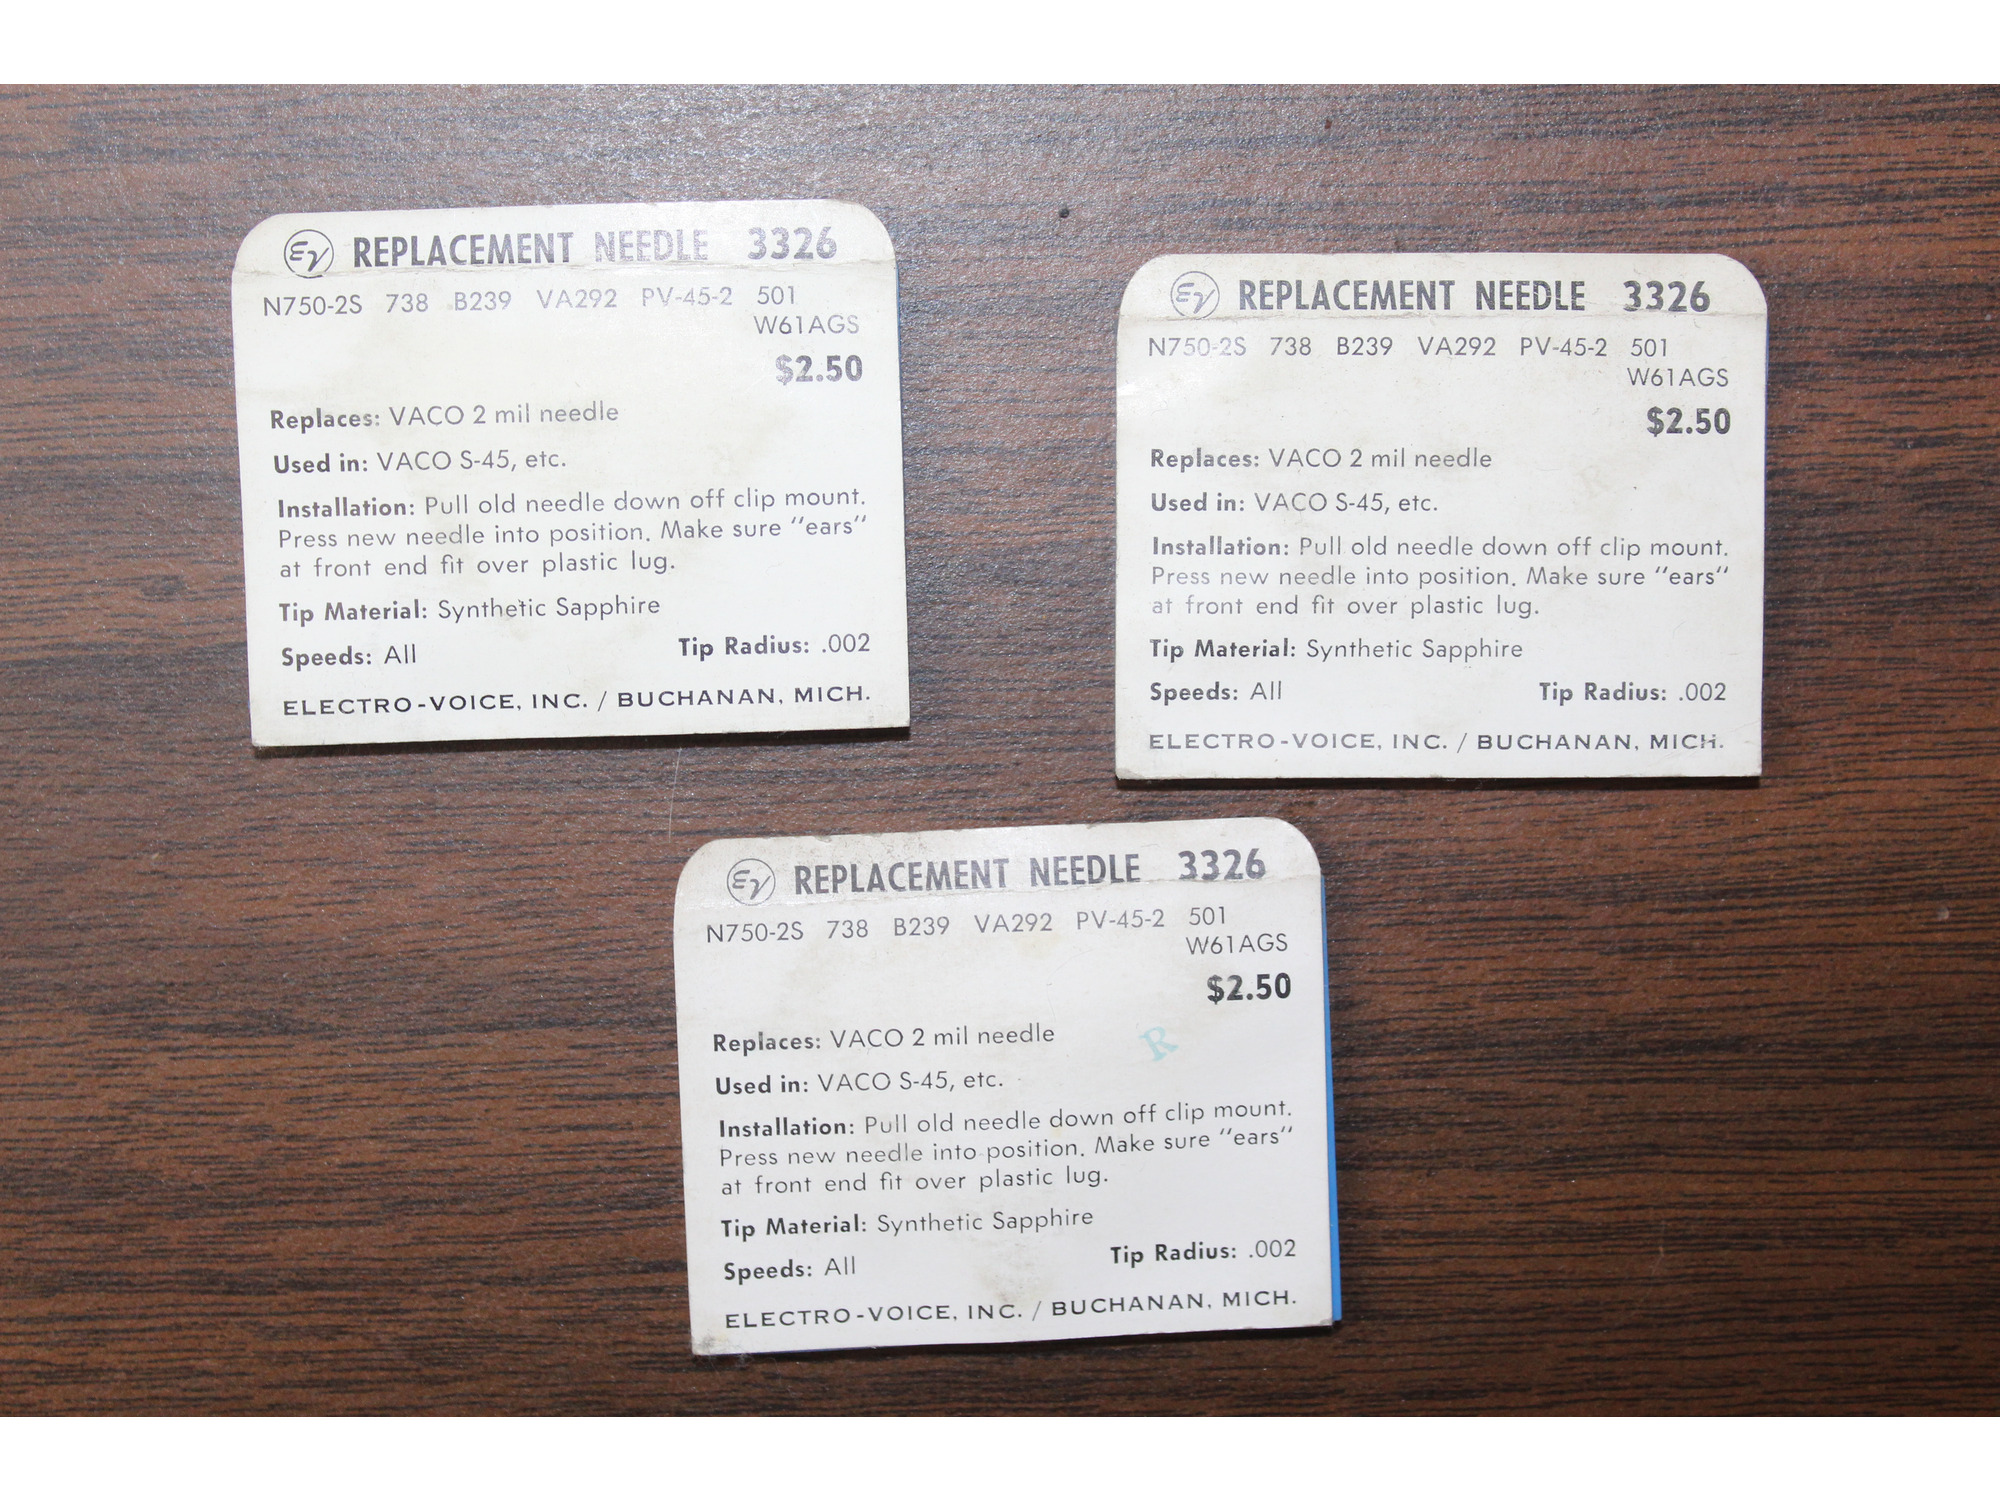 EV REPLACEMENT NEEDLE 3326
N750-2S 738 B239 VA292 PV-45-2 501
W61AGS
$2.50
Replaces: VACO 2 mil needle
Used in: VACO S-45, etc.
Installation: Pull old needle down off clip mount.
Press new needle into position. Make sure "ears"
at front end fit over plastic lug.
Tip Material: Synthetic Sapphire
Speeds: All Tip Radius: .002
ELECTRO-VOICE, INC. / BUCHANAN, MICH.
EV REPLACEMENT NEEDLE 3326
N750-2S 738 B239 VA292 PV-45-2 501
W61AGS
$2.50
Replaces: VACO 2 mil needle
R
Used in: VACO S-45, etc.
Installation: Pull old needle down off clip mount.
Press new needle into position. Make sure "ears"
at front end fit over plastic lug.
Tip Material: Synthetic Sapphire
Speeds: All Tip Radius: .002
ELECTRO-VOICE, INC. / BUCHANAN, MICH.
EV REPLACEMENT NEEDLE 3326
N750-2S 738 B239 VA292 PV-45-2 501
W61AGS
$2.50
Replaces: VACO 2 mil needle
R
Used in: VACO S-45, etc.
Installation: Pull old needle down off clip mount.
Press new needle into position. Make sure "ears"
at front end fit over plastic lug.
Tip Material: Synthetic Sapphire
Speeds: All Tip Radius: .002
ELECTRO-VOICE, INC. / BUCHANAN, MICH.